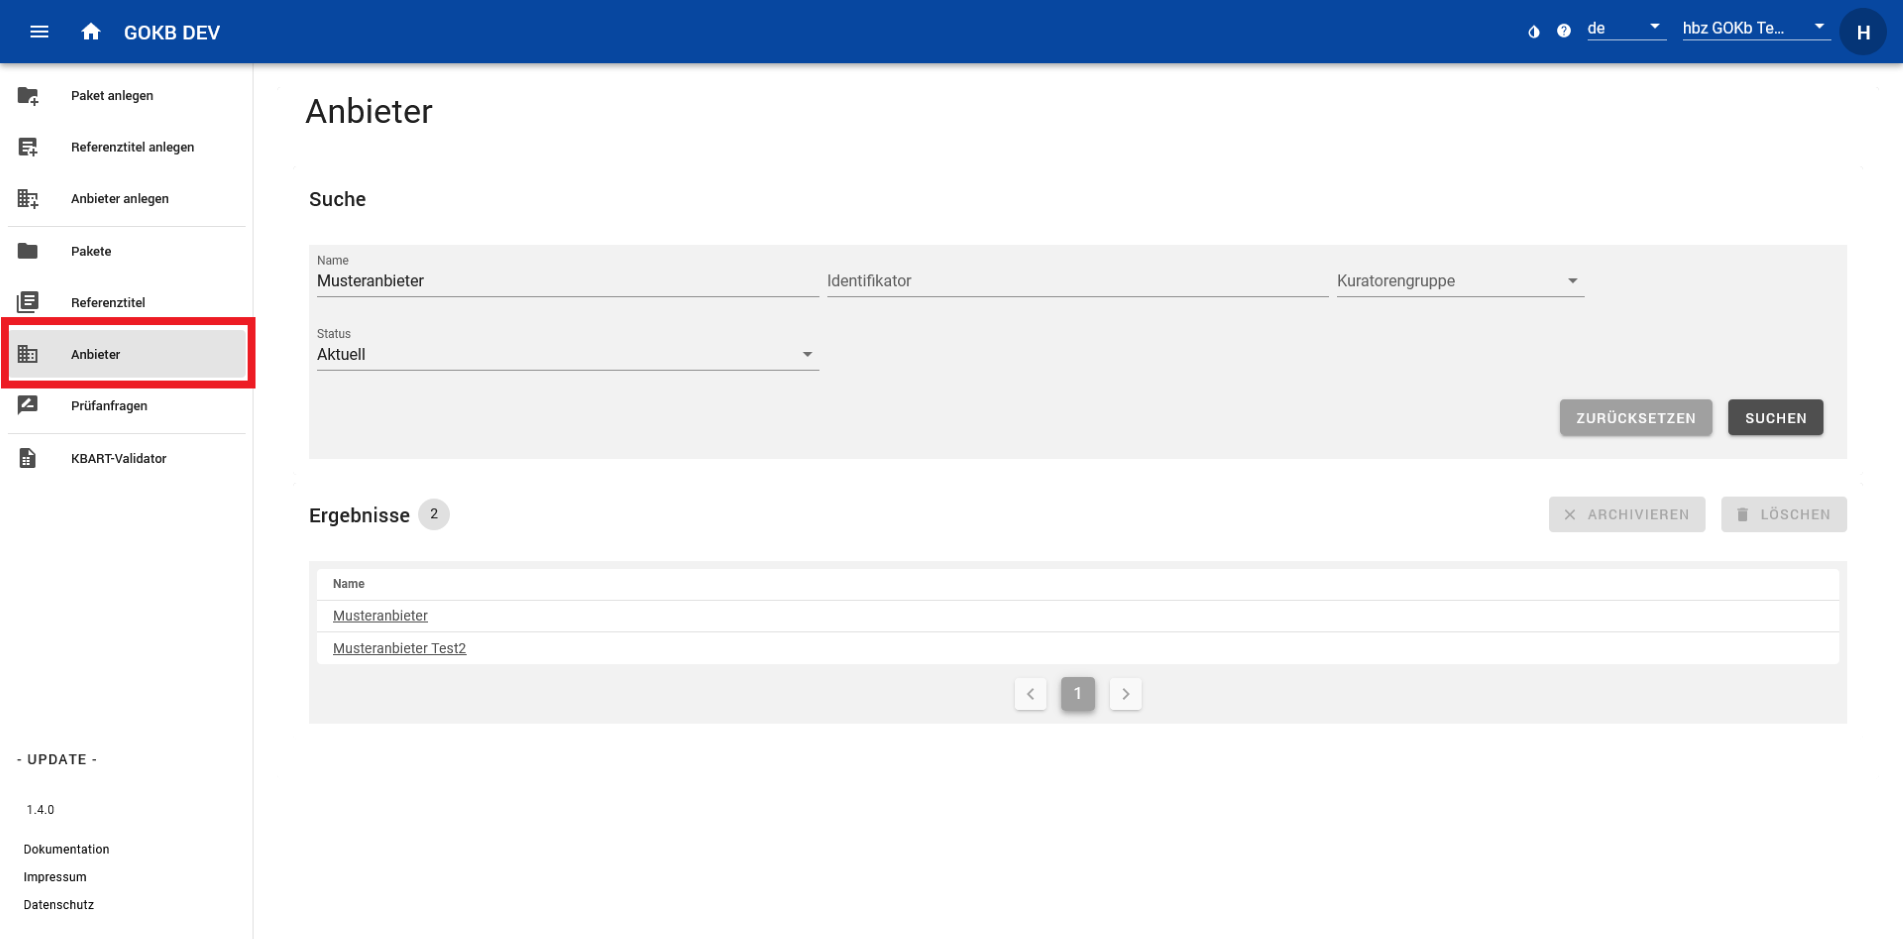 GOKB DEV
de
hbz GOKb Te...
H
Paket anlegen
Referenztitel anlegen
Anbieter anlegen
Pakete
Referenztitel
Anbieter
Prüfanfragen
KBART-Validator
- UPDATE -
1.4.0
Dokumentation
Impressum
Datenschutz
Anbieter
Suche
Name
Musteranbieter
Identifikator
Kuratorengruppe
Status
Aktuell
ZURÜCKSETZEN
SUCHEN
Ergebnisse 2
ARCHIVIEREN
LÖSCHEN
Name
Musteranbieter
Musteranbieter Test2
1